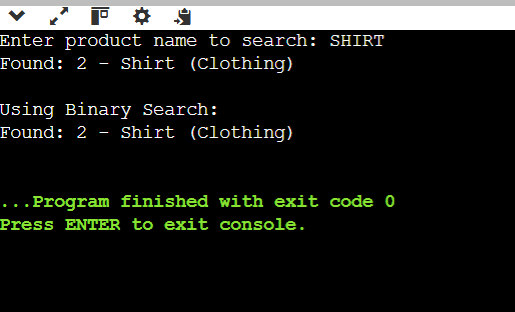 Enter product name to search: SHIRT
Found: 2 - Shirt (Clothing)
Using Binary Search:
Found: 2 - Shirt (Clothing)
...Program finished with exit code 0
Press ENTER to exit console.